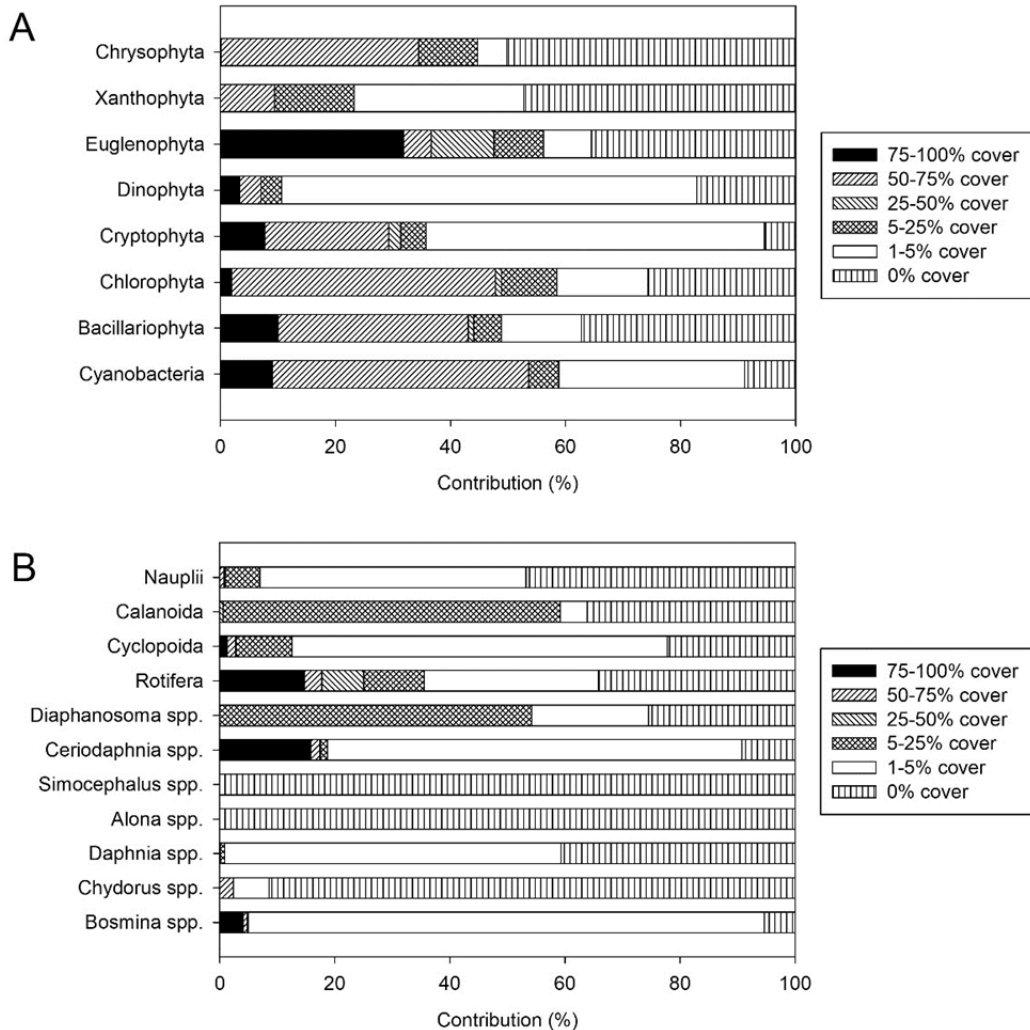 A
Chrysophyta
Xanthophyta
Euglenophyta
Dinophyta
Cryptophyta
Chlorophyta
Bacillariophyta
Cyanobacteria
0 20 40 60 80 100
Contribution (%)
75-100% cover
50-75% cover
25-50% cover
5-25% cover
1-5% cover
0% cover
B
Nauplii
Calanoida
Cyclopoida
Rotifera
Diaphanosoma spp.
Ceriodaphnia spp.
Simocephalus spp.
Alona spp.
Daphnia spp.
Chydorus spp.
Bosmina spp.
0 20 40 60 80 100
Contribution (%)
75-100% cover
50-75% cover
25-50% cover
5-25% cover
1-5% cover
0% cover